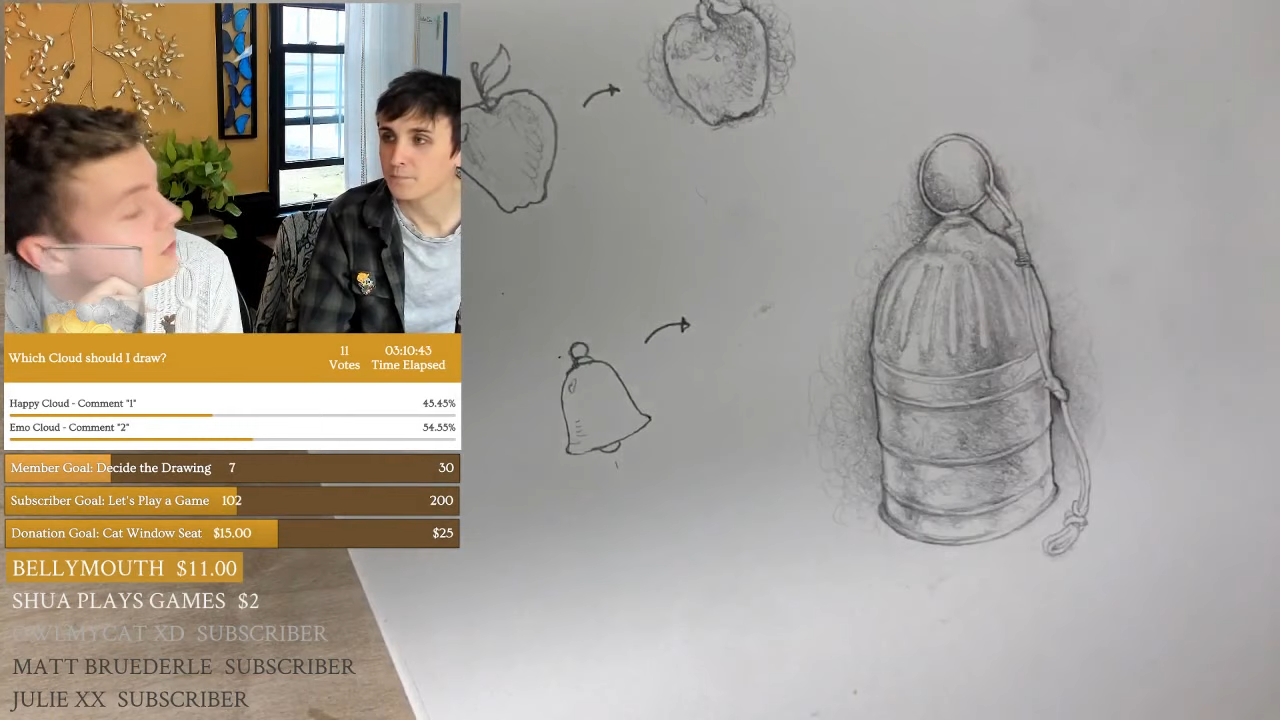 Which Cloud should I draw?
11
Votes
03:10:43
Time Elapsed
Happy Cloud - Comment "1"
45.45%
Emo Cloud - Comment "2"
54.55%
Member Goal: Decide the Drawing 7 30
Subscriber Goal: Let's Play a Game 102 200
Donation Goal: Cat Window Seat $15.00 $25
BELLYMOUTH $11.00
SHUA PLAYS GAMES $2
OWLMYCAT XD SUBSCRIBER
MATT BRUEDERLE SUBSCRIBER
JULIE XX SUBSCRIBER